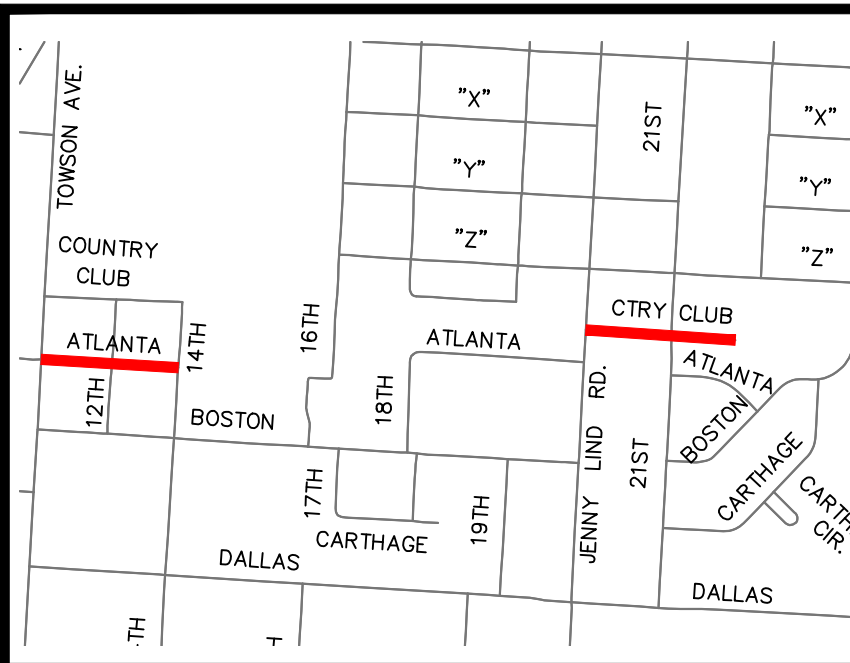 TOWSON AVE.
"X"
"Y"
"Z"
21ST
"X"
"Y"
"Z"
COUNTRY
CLUB
ATLANTA
12TH
14TH
16TH
BOSTON
ATLANTA
18TH
CTRY CLUB
JENNY LIND RD.
21ST
ATLANTA
BOSTON
CARTHAGE
CIR.
17TH
CARTHAGE
19TH
DALLAS
DALLAS